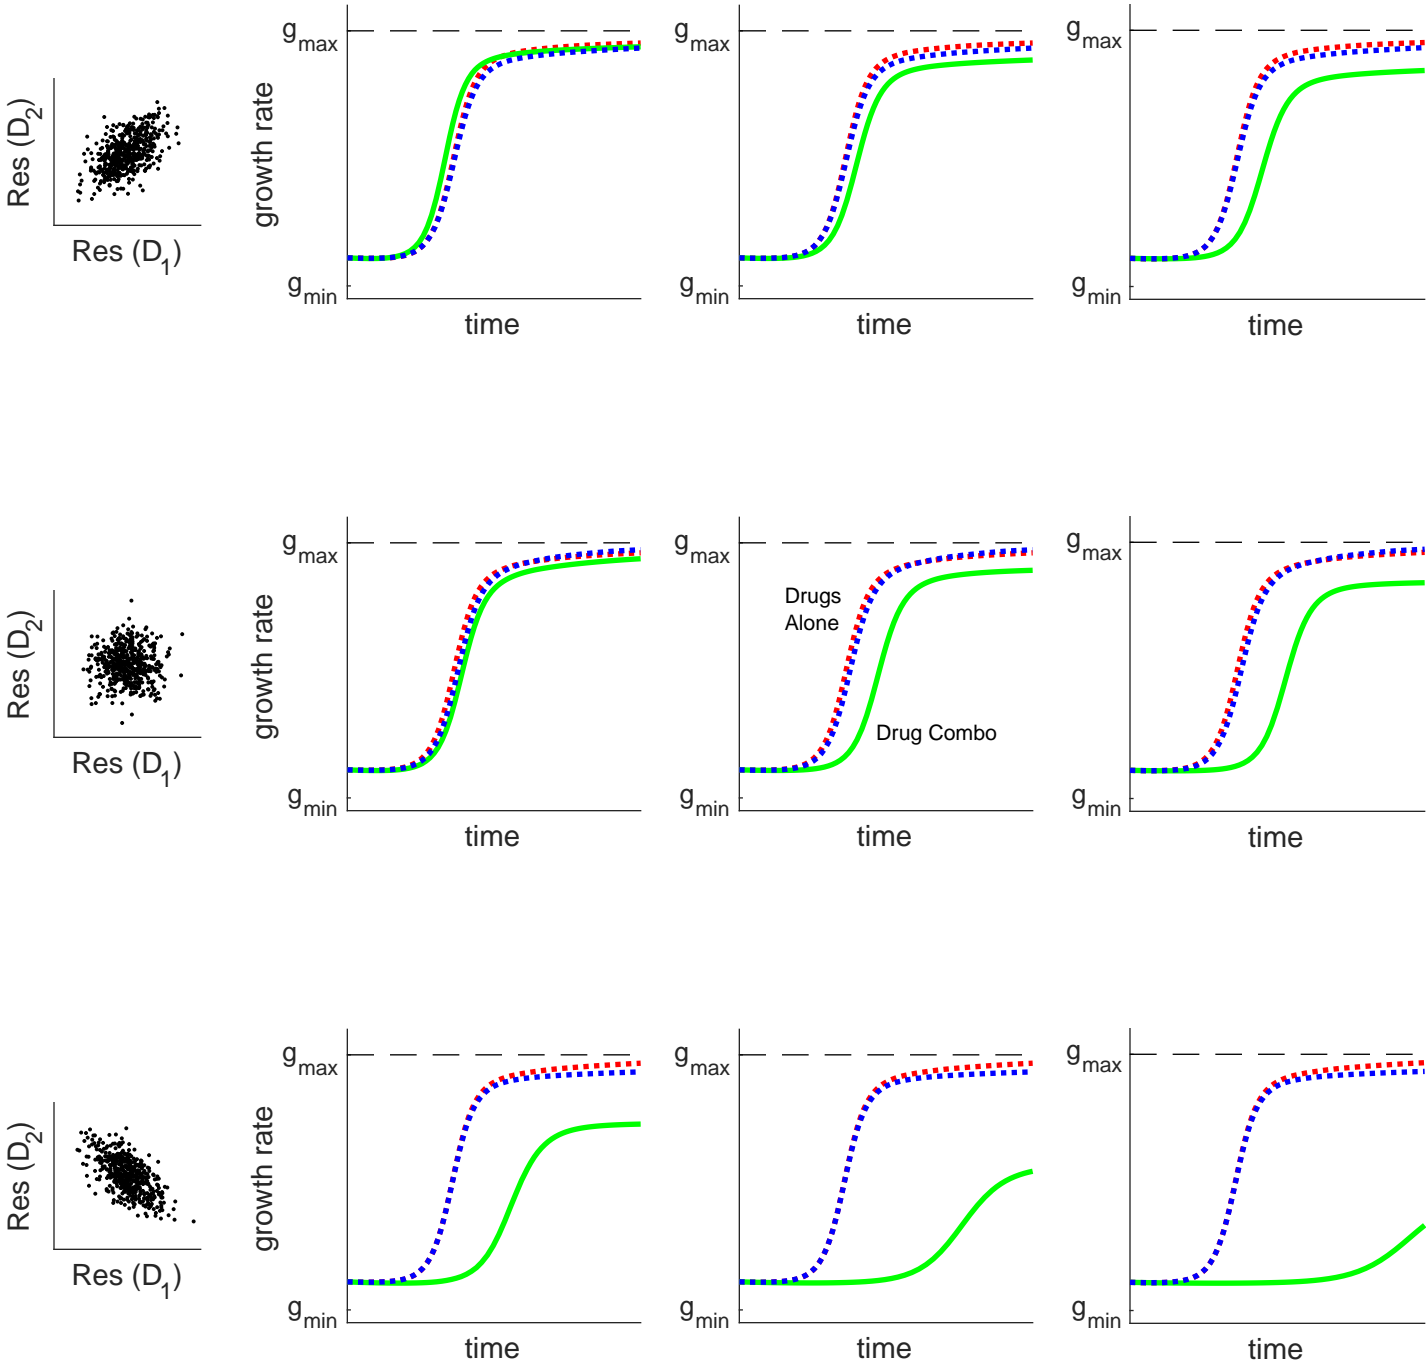 Res (D2)
Res (D1)
growth rate
gmax
gmin
time
gmax
gmin
time
gmax
gmin
time
Res (D2)
Res (D1)
growth rate
gmax
gmin
time
gmax
Drugs
Alone
Drug Combo
gmin
time
gmax
gmin
time
Res (D2)
Res (D1)
growth rate
gmax
gmin
time
gmax
gmin
time
gmax
gmin
time